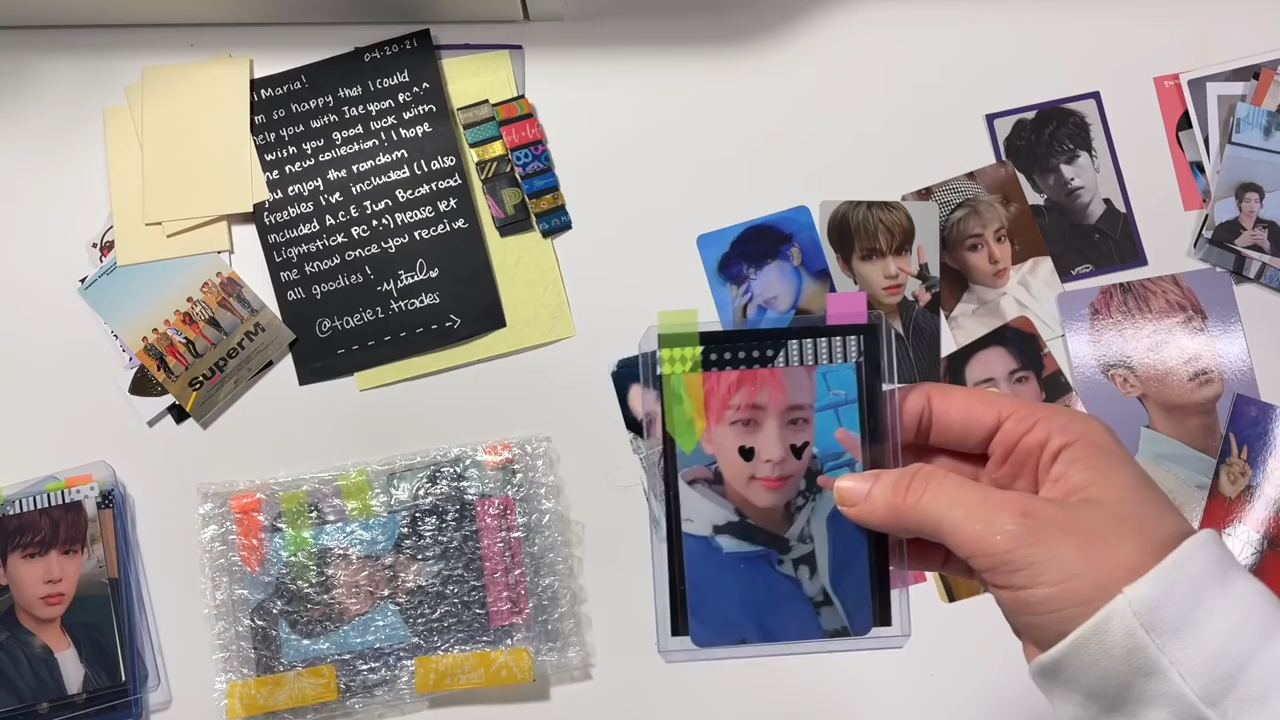 04.20.21
i Maria!
m so happy that I could
help you with Jaeyoon PC ^.^
wish you good luck with
he new collection! I hope
you enjoy the random
freebies I've included (I also
included A.C.E Jun Beatroad
Lightstick PC ^.^) Please let
me know once you receive
all goodies!
@taeiez.trades
SuperM